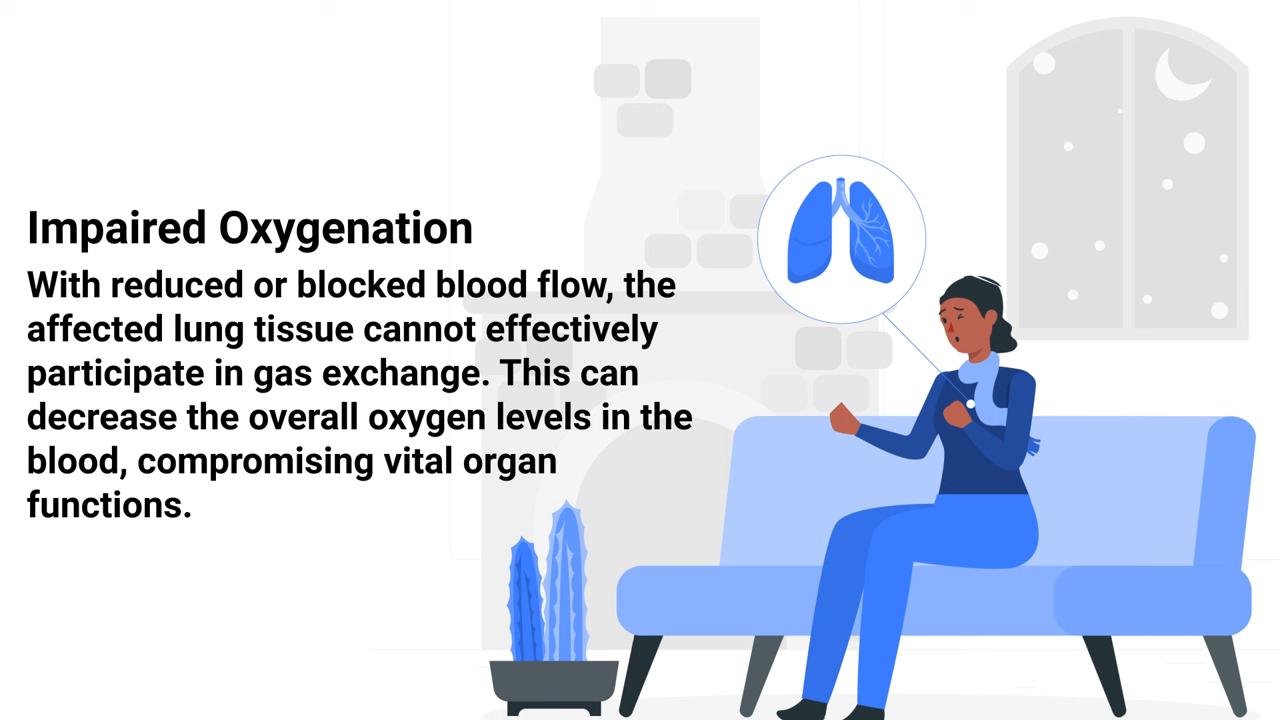 Impaired Oxygenation
With reduced or blocked blood flow, the
affected lung tissue cannot effectively
participate in gas exchange. This can
decrease the overall oxygen levels in the
blood, compromising vital organ
functions.